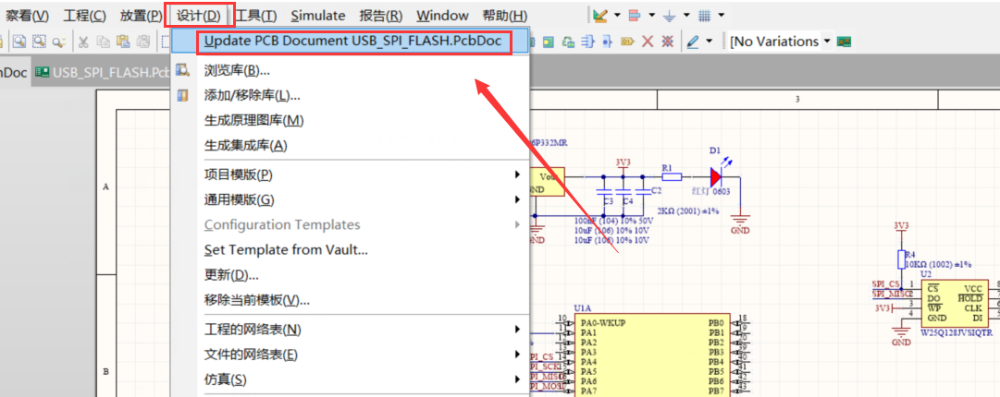 察看(V) 工程(C) 放置(P) 设计(D) 工具(T) Simulate 报告(R) Window 帮助(H)
Update PCB Document USB_SPI_FLASH.PcbDoc
[No Variations
Doc USB_SPI_FLASH.Pcb
浏览库(B)...
添加/移除库(L)...
生成原理图库(M)
生成集成库(A)
项目模版(P)
通用模版(G)
Configuration Templates
Set Template from Vault...
更新(D)...
移除当前模板(V)...
工程的网络表(N)
文件的网络表(E)
仿真(S)
3
A
B
6P332MR
Vout
GND
GND
3V3
C3 C4 C2
100nF (104) 10% 50V
10uF (106) 10% 10V
10uF (106) 10% 10V
R1
2KΩ (2001) ±1%
D1
红灯 0603
GND
3V3
R4
10KΩ (1002) ±1%
U2
SPI_CS 1 CS VCC 8
SPI_MISO 2 DO HOLD
3V3 3 WP CLK
4 GND DI
GND
W25Q128JVSIQTR
U1A
10 PA0-WKUP PB0 18
PA1 PB1
PA2 PB2
PA3 PB3
PI_CS 14 PA4 PB4
PI_SCK PA5 PB5
PI_MISO PA6 PB6
PI_MOSI PA7 PB7